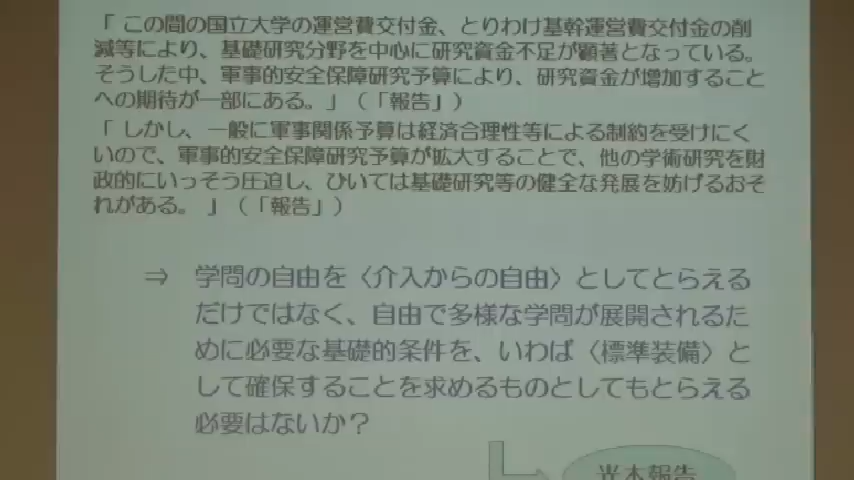 「 この間の国立大学の運営費交付金、とりわけ基幹運営費交付金の削
減等により、基礎研究分野を中心に研究資金不足が顕著となっている。
そうした中、軍事的安全保障研究予算により、研究資金が増加すること
への期待が一部にある。」（「報告」）
「 しかし、一般に軍事関係予算は経済合理性等による制約を受けにく
いので、軍事的安全保障研究予算が拡大することで、他の学術研究を財
政的にいっそう圧迫し、ひいては基礎研究等の健全な発展を妨げるおそ
れがある。 」（「報告」）
⇒ 学問の自由を〈介入からの自由〉としてとらえる
だけではなく、自由で多様な学問が展開されるた
めに必要な基礎的条件を、いわば〈標準装備〉と
して確保することを求めるものとしてもとらえる
必要はないか？
光本報告